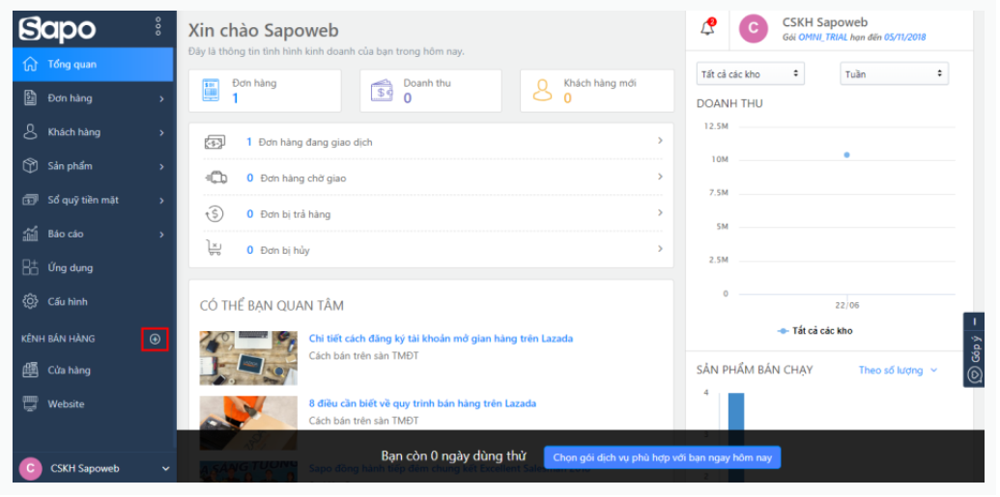 Sapo
Tổng quan
Đơn hàng
Khách hàng
Sản phẩm
Sổ quỹ tiền mặt
Báo cáo
Ứng dụng
Cấu hình
KÊNH BÁN HÀNG
Cửa hàng
Website
C CSKH Sapoweb
Xin chào Sapoweb
Đây là thông tin tình hình kinh doanh của bạn trong hôm nay.
Đơn hàng
1
Doanh thu
0
Khách hàng mới
0
1 Đơn hàng đang giao dịch
0 Đơn hàng chờ giao
0 Đơn bị trả hàng
0 Đơn bị hủy
CÓ THỂ BẠN QUAN TÂM
Chi tiết cách đăng ký tài khoản mở gian hàng trên Lazada
Cách bán trên sàn TMĐT
8 điều cần biết về quy trình bán hàng trên Lazada
Cách bán trên sàn TMĐT
Sapo đồng hành tiếp đêm chung kết Excellent
2
C
CSKH Sapoweb
Gói OMNI_TRIAL hạn đến 05/11/2018
Tất cả các kho
Tuần
DOANH THU
12.5M
10M
7.5M
5M
2.5M
0
22/06
Tất cả các kho
SẢN PHẨM BÁN CHẠY
Theo số lượng
4
2
Góp ý
Bạn còn 0 ngày dùng thử
Chọn gói dịch vụ phù hợp với bạn ngay hôm nay